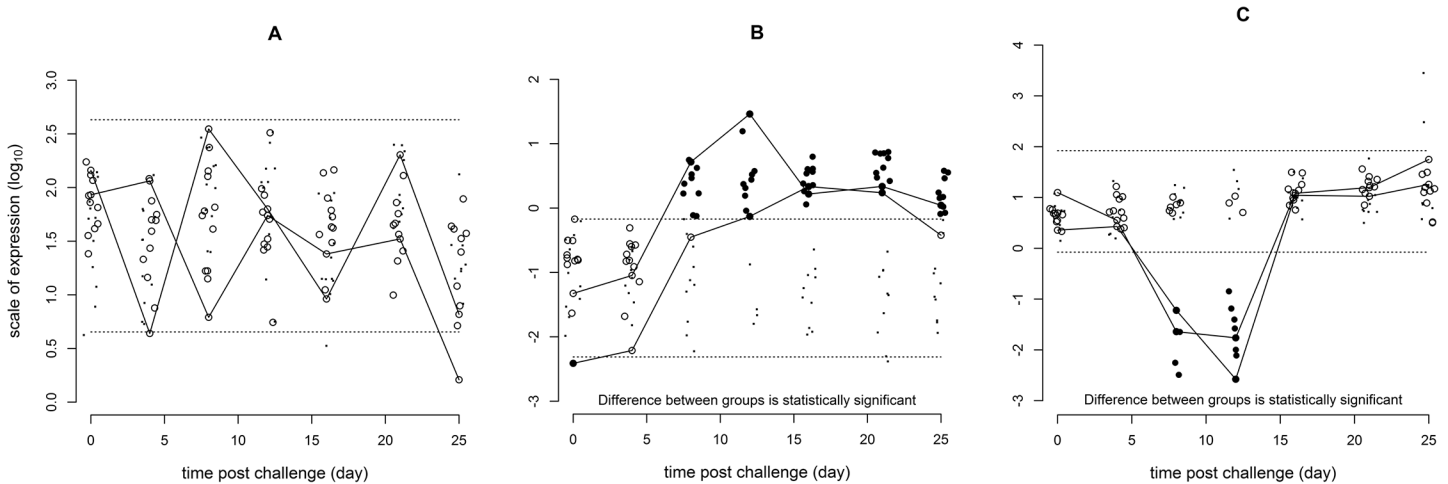 A
scale of expression (log10)
3.0
2.5
2.0
1.5
1.0
0.5
0.0
0 5 10 15 20 25
time post challenge (day)
B
2
1
0
-1
-2
-3
Difference between groups is statistically significant
0 5 10 15 20 25
time post challenge (day)
C
4
3
2
1
0
-1
-2
-3
Difference between groups is statistically significant
0 5 10 15 20 25
time post challenge (day)